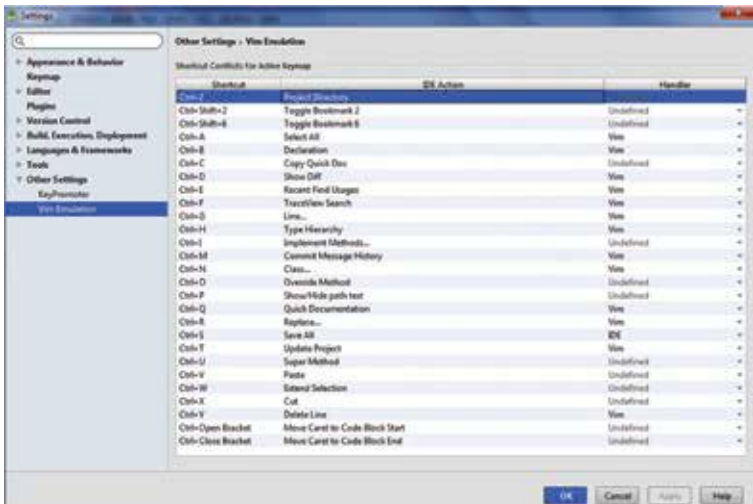 Settings
Other Settings › Vim Emulation
Appearance & Behavior
Keymap
Editor
Plugins
Version Control
Build, Execution, Deployment
Languages & Frameworks
Tools
Other Settings
KeyPromoter
Vim Emulation
Shortcut Conflicts for Active Keymap
Shortcut IDE Action Handler
Project Directory
Ctrl+Shift+2 Toggle Bookmark 2 Undefined
Ctrl+Shift+6 Toggle Bookmark 6 Undefined
Ctrl+A Select All Vim
Ctrl+B Declaration Vim
Ctrl+C Copy Quick Doc Undefined
Ctrl+D Show Diff Vim
Ctrl+E Recent Find Usages Vim
Ctrl+F TraceView Search Vim
Ctrl+G Line... Vim
Ctrl+H Type Hierarchy Vim
Ctrl+I Implement Methods... Undefined
Ctrl+M Commit Message History Vim
Ctrl+N Class... Vim
Ctrl+O Override Method Undefined
Ctrl+P Show/Hide path text Undefined
Ctrl+Q Quick Documentation Vim
Ctrl+R Replace... Vim
Ctrl+S Save All IDE
Ctrl+T Update Project Vim
Ctrl+U Super Method Undefined
Ctrl+V Paste Undefined
Ctrl+W Extend Selection Undefined
Ctrl+X Cut Undefined
Ctrl+Y Delete Line Vim
Ctrl+Open Bracket Move Caret to Code Block Start Undefined
Ctrl+Close Bracket Move Caret to Code Block End Undefined
OK Cancel Apply Help